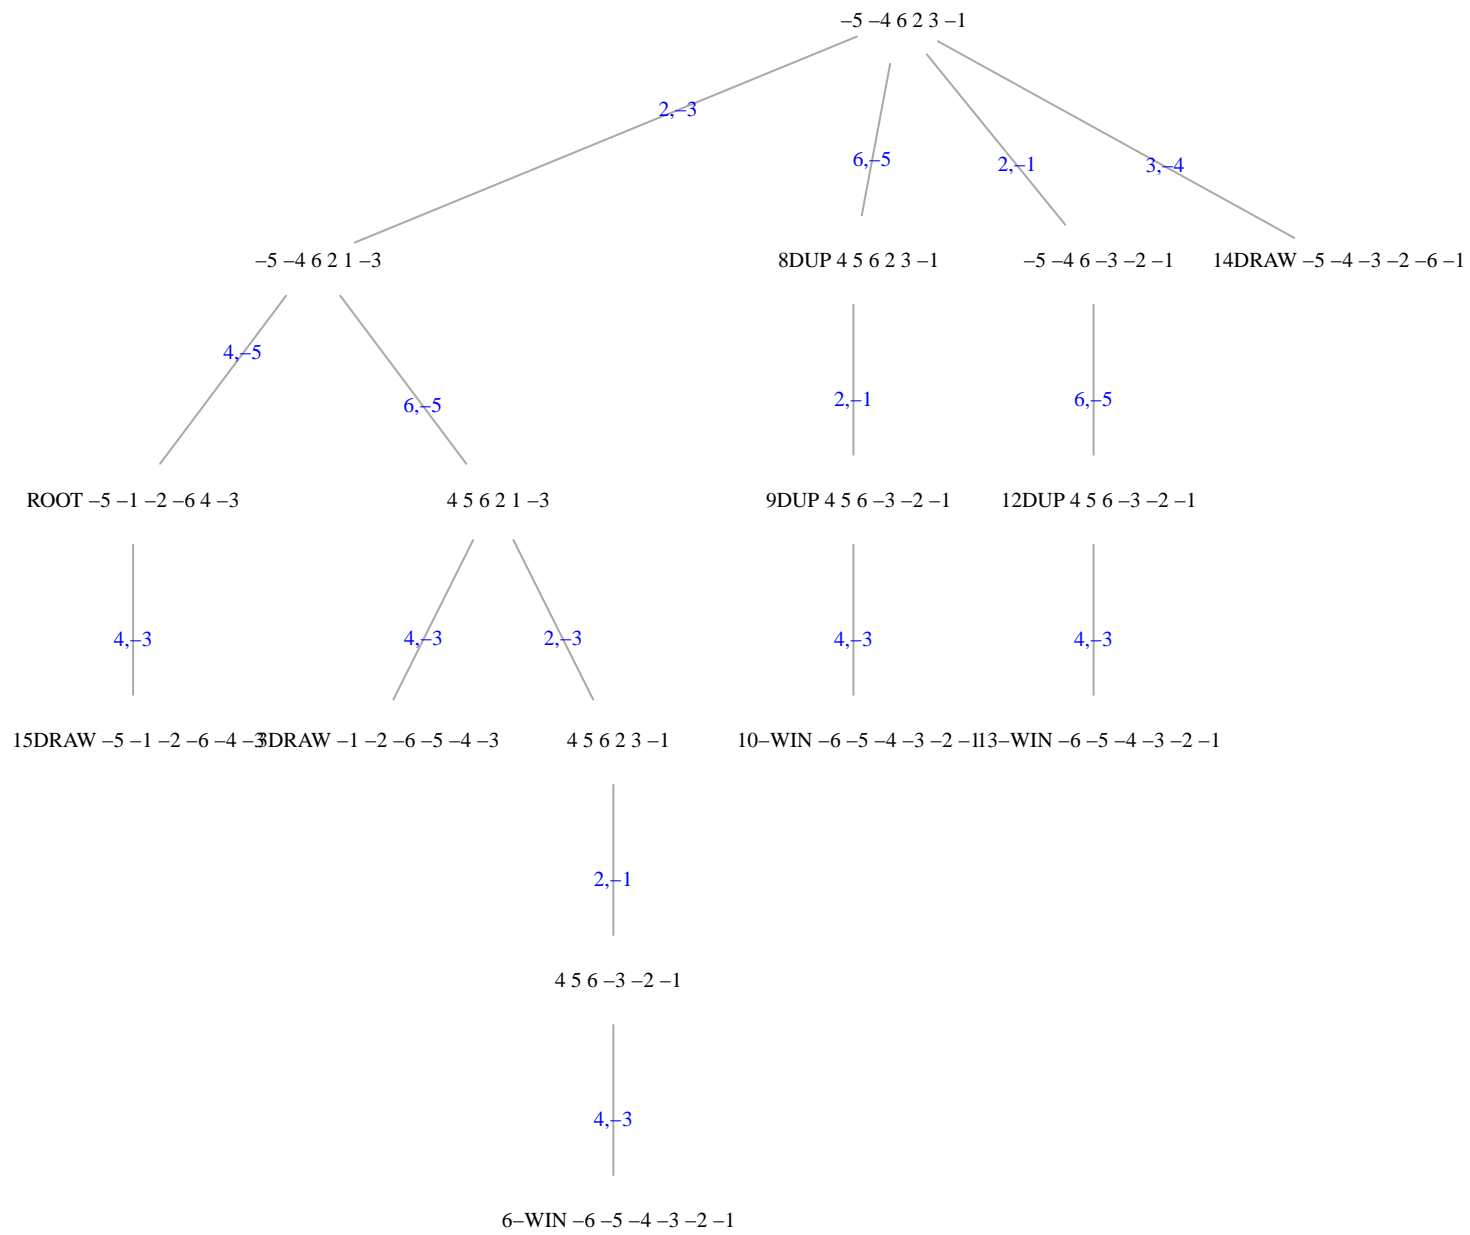 –5 –4 6 2 3 –1
2,–3
6,–5
2,–1
3,–4
–5 –4 6 2 1 –3
8DUP 4 5 6 2 3 –1
–5 –4 6 –3 –2 –1
14DRAW –5 –4 –3 –2 –6 –1
4,–5
6,–5
2,–1
6,–5
ROOT –5 –1 –2 –6 4 –3
4 5 6 2 1 –3
9DUP 4 5 6 –3 –2 –1
12DUP 4 5 6 –3 –2 –1
4,–3
4,–3
2,–3
4,–3
4,–3
15DRAW –5 –1 –2 –6 –4 –3
3DRAW –1 –2 –6 –5 –4 –3
4 5 6 2 3 –1
10–WIN –6 –5 –4 –3 –2 –1
13–WIN –6 –5 –4 –3 –2 –1
2,–1
4 5 6 –3 –2 –1
4,–3
6–WIN –6 –5 –4 –3 –2 –1